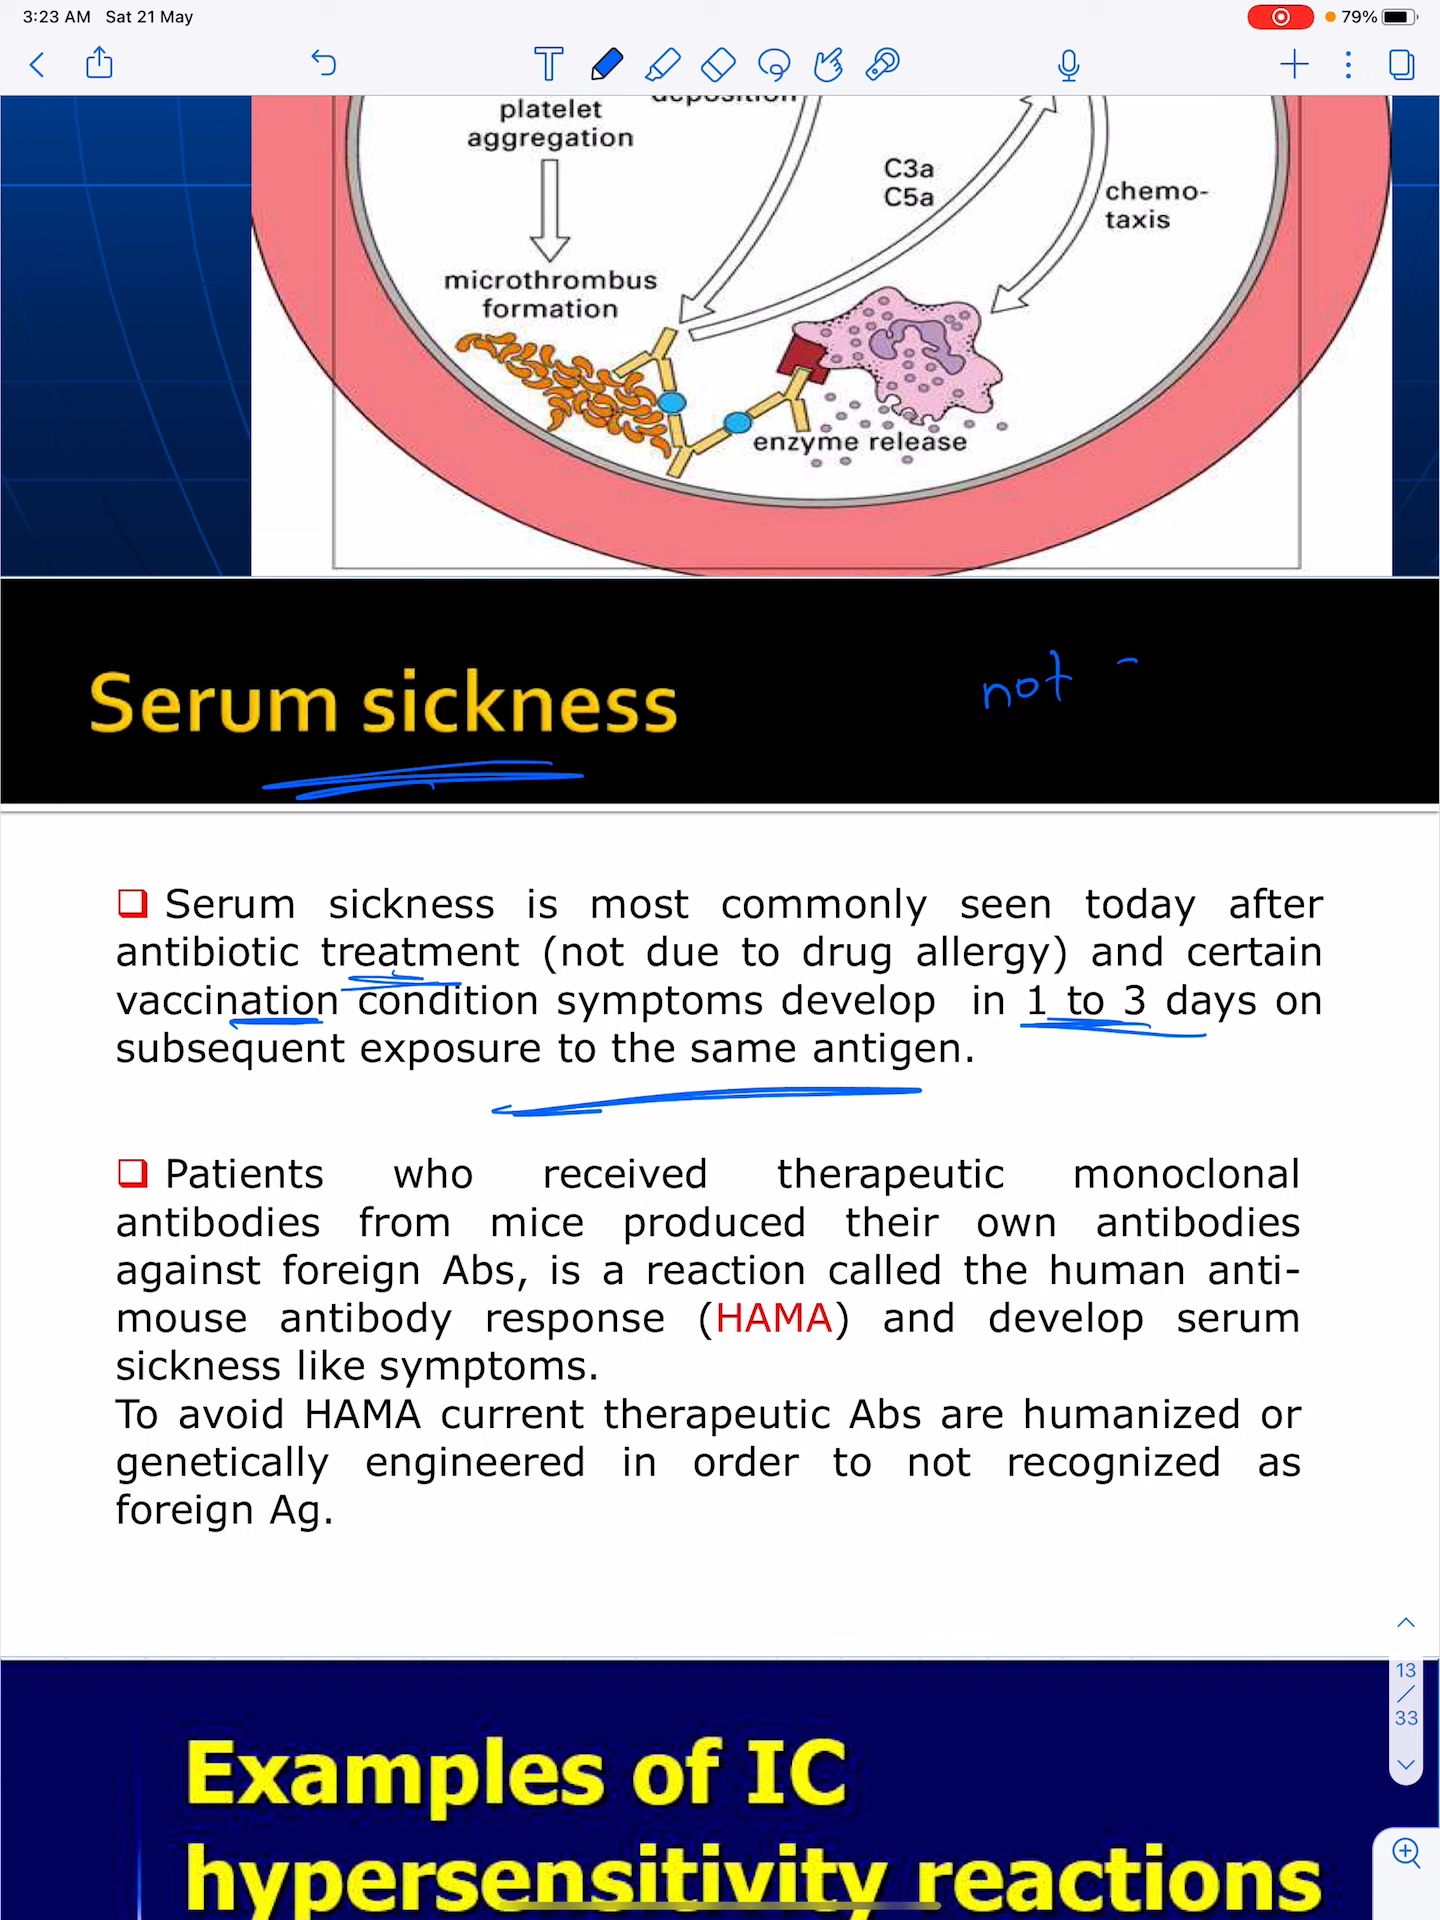 3:23 AM Sat 21 May
79%
platelet
aggregation
deposition
C3a
C5a
chemo-
taxis
microthrombus
formation
enzyme release
Serum sickness
not
❑ Serum sickness is most commonly seen today after
antibiotic treatment (not due to drug allergy) and certain
vaccination condition symptoms develop in 1 to 3 days on
subsequent exposure to the same antigen.
❑ Patients who received therapeutic monoclonal
antibodies from mice produced their own antibodies
against foreign Abs, is a reaction called the human anti-
mouse antibody response (HAMA) and develop serum
sickness like symptoms.
To avoid HAMA current therapeutic Abs are humanized or
genetically engineered in order to not recognized as
foreign Ag.
13
/
33
Examples of IC
hypersensitivity reactions